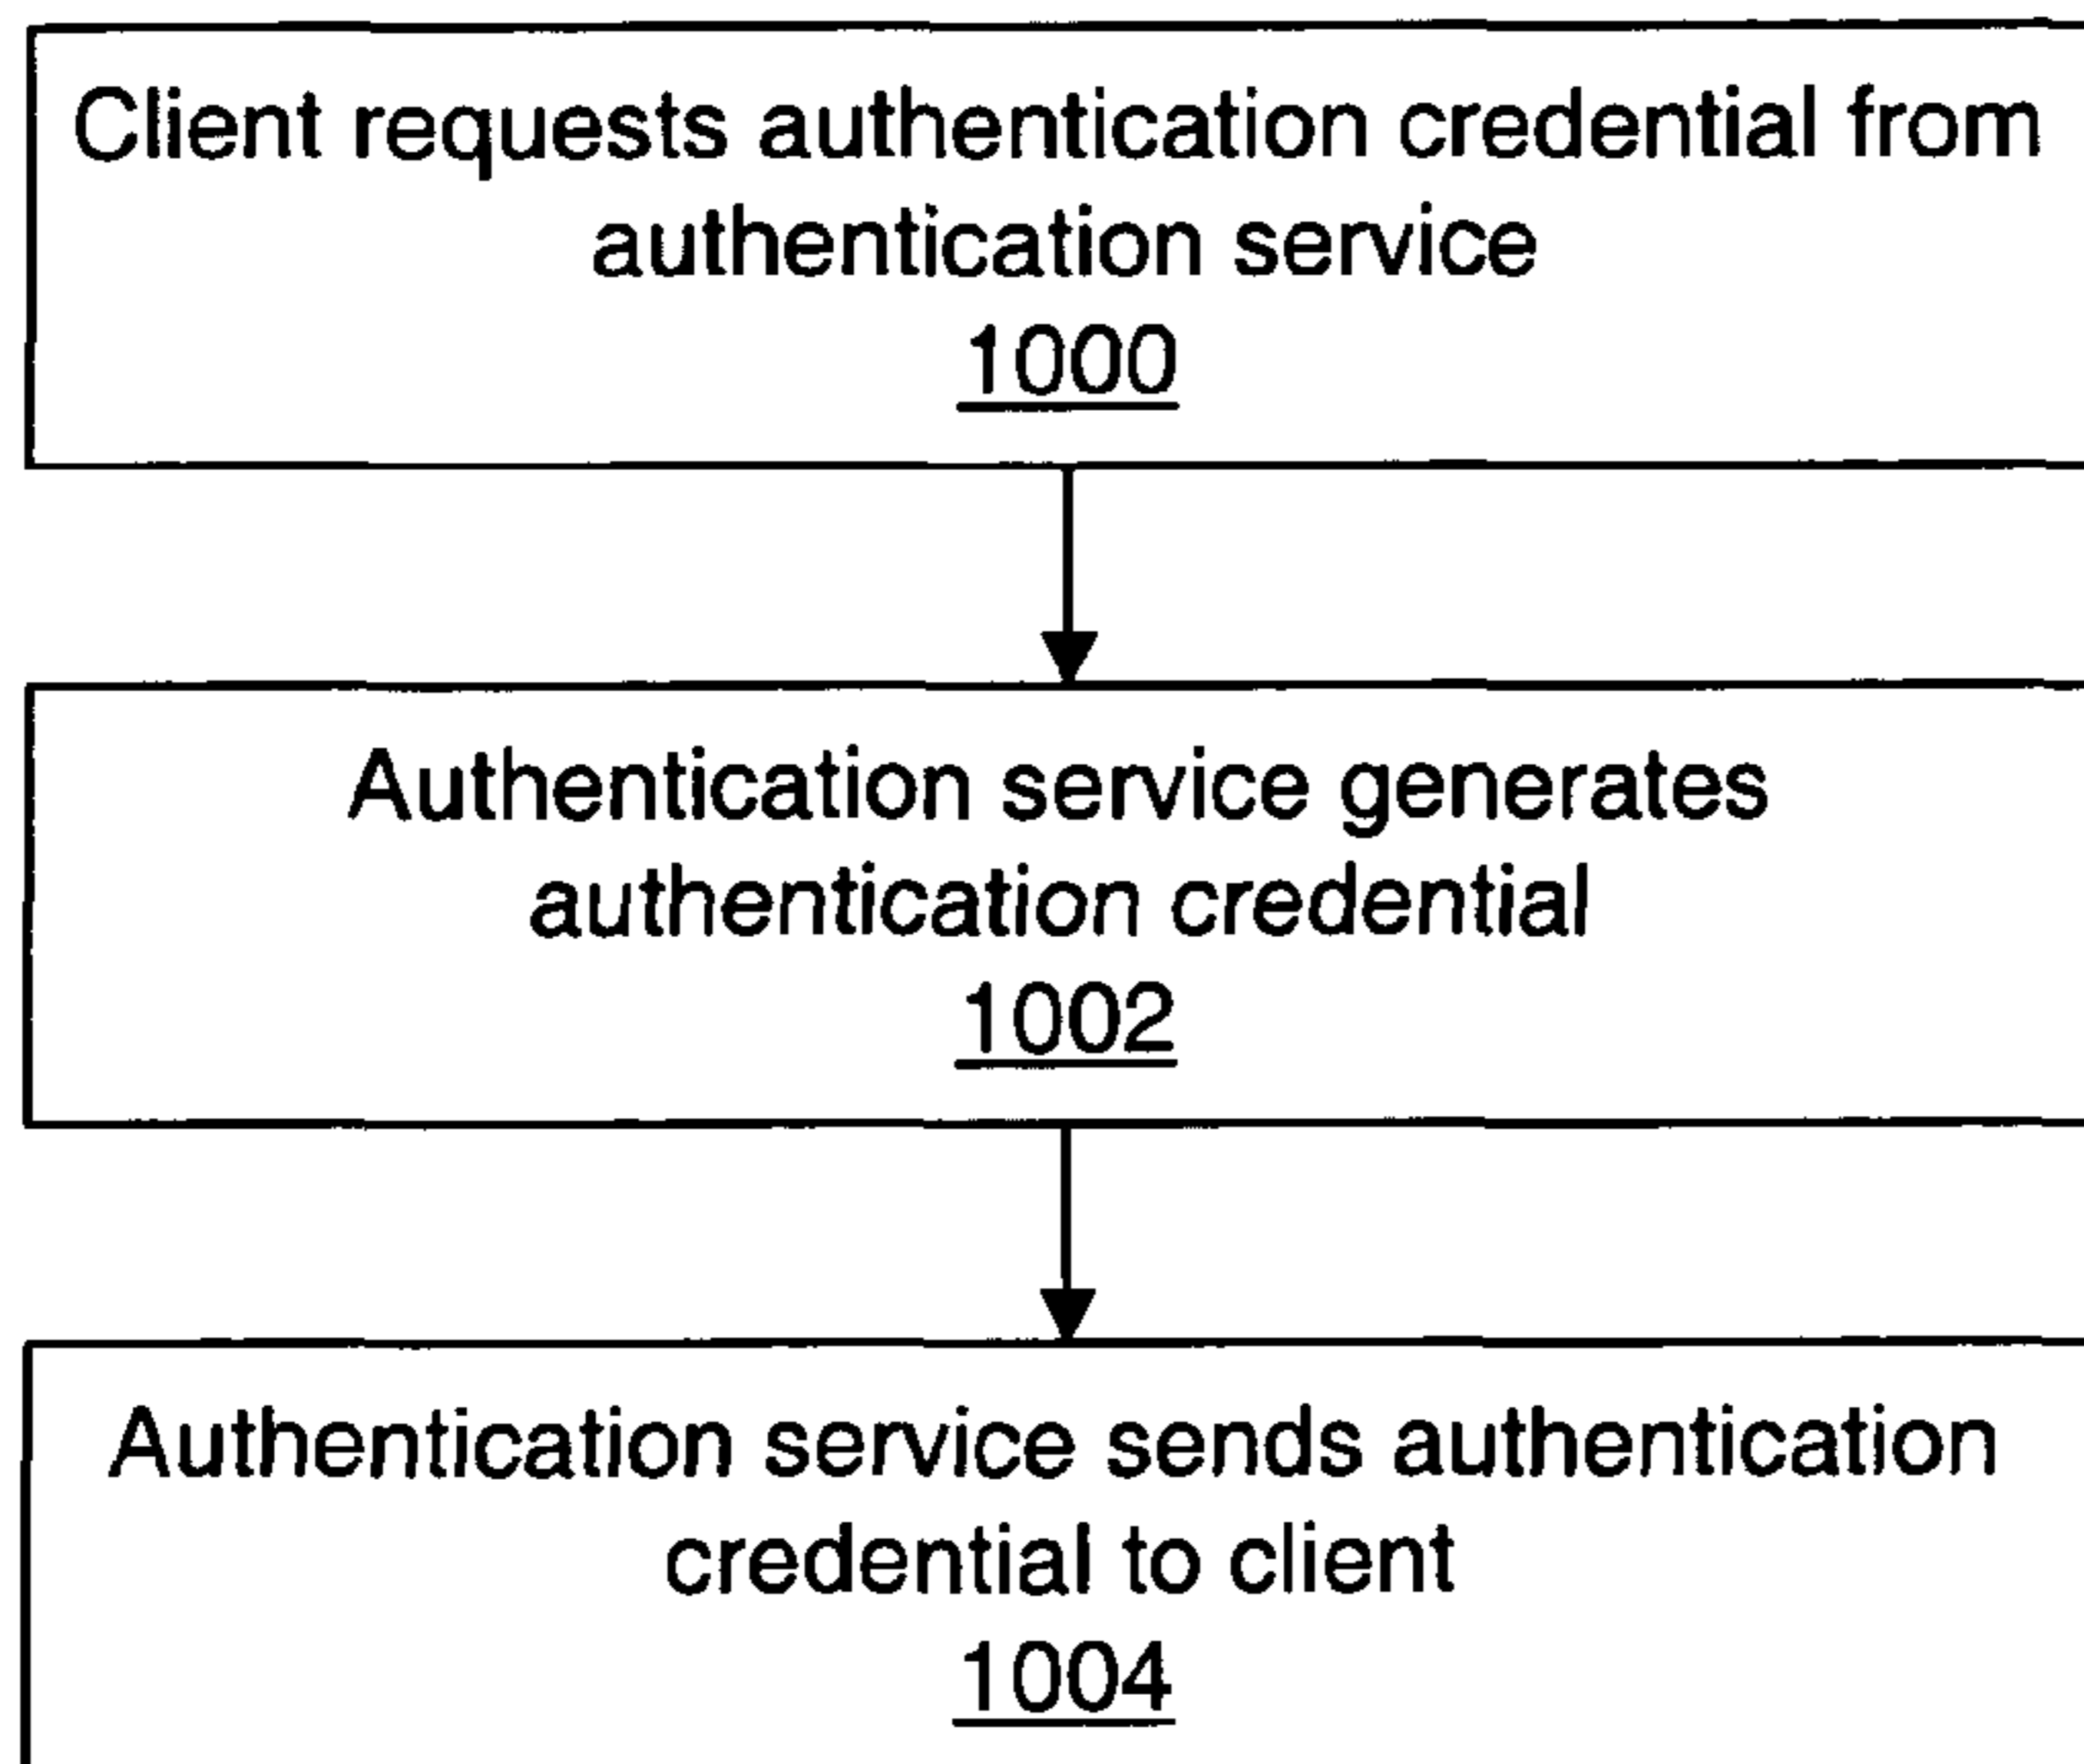 Client requests authentication credential from
authentication service
1000
Authentication service generates
authentication credential
1002
Authentication service sends authentication
credential to client
1004